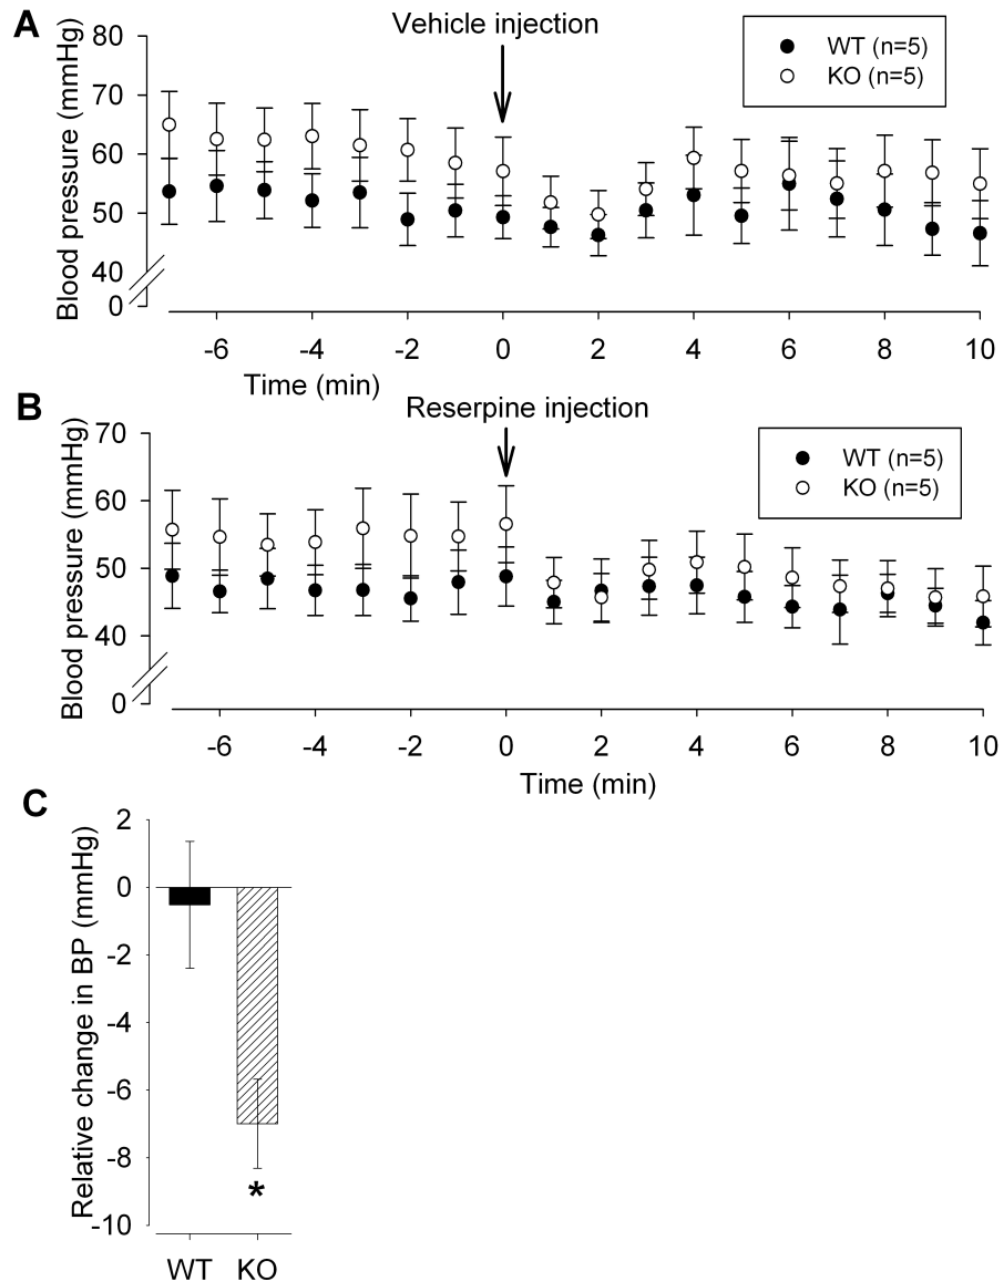 A
Vehicle injection
Blood pressure (mmHg)
80
70
60
50
40
0
WT (n=5)
KO (n=5)
-6 -4 -2 0 2 4 6 8 10
Time (min)
B
Reserpine injection
Blood pressure (mmHg)
70
60
50
40
0
WT (n=5)
KO (n=5)
-6 -4 -2 0 2 4 6 8 10
Time (min)
C
Relative change in BP (mmHg)
2
0
-2
-4
-6
-8
-10
*
WT KO